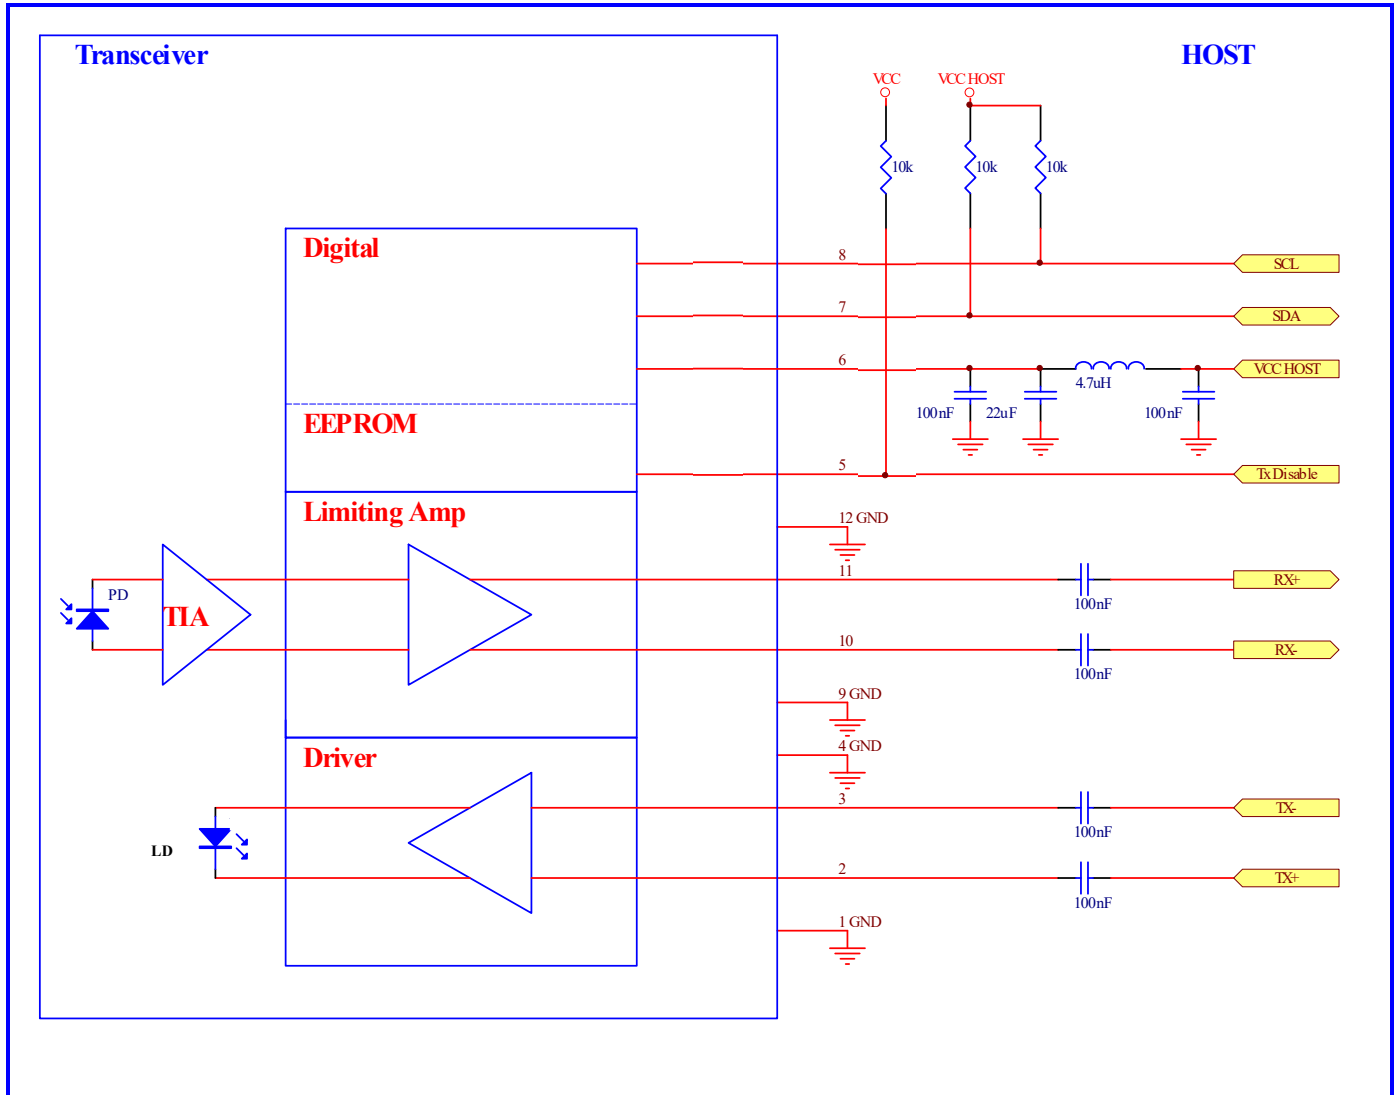 Transceiver
HOST
VCC
VCC HOST
10k
10k
10k
Digital
8
SCL
7
SDA
6
VCC HOST
4.7uH
100nF
22uF
100nF
EEPROM
5
Tx Disable
Limiting Amp
12 GND
11
RX+
PD
100nF
TIA
10
RX-
100nF
9 GND
4 GND
Driver
3
TX-
100nF
LD
2
TX+
100nF
1 GND